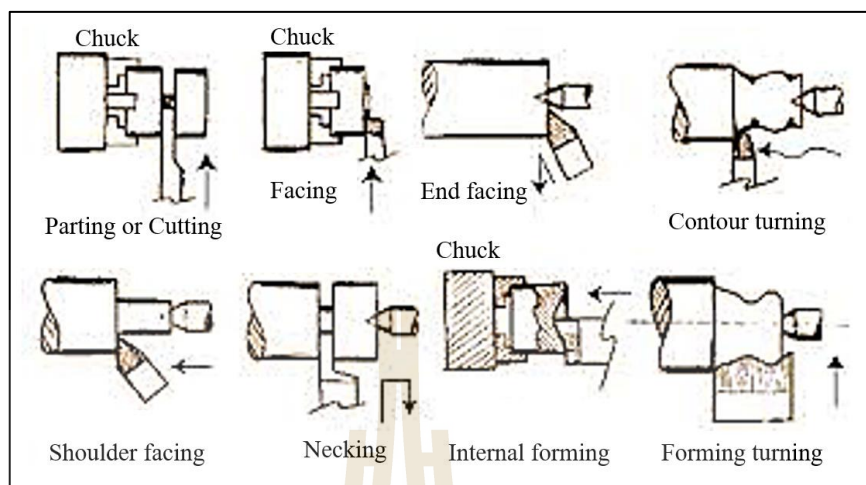 Chuck
Chuck
Parting or Cutting
Facing
End facing
Contour turning
Chuck
Shoulder facing
Necking
Internal forming
Forming turning